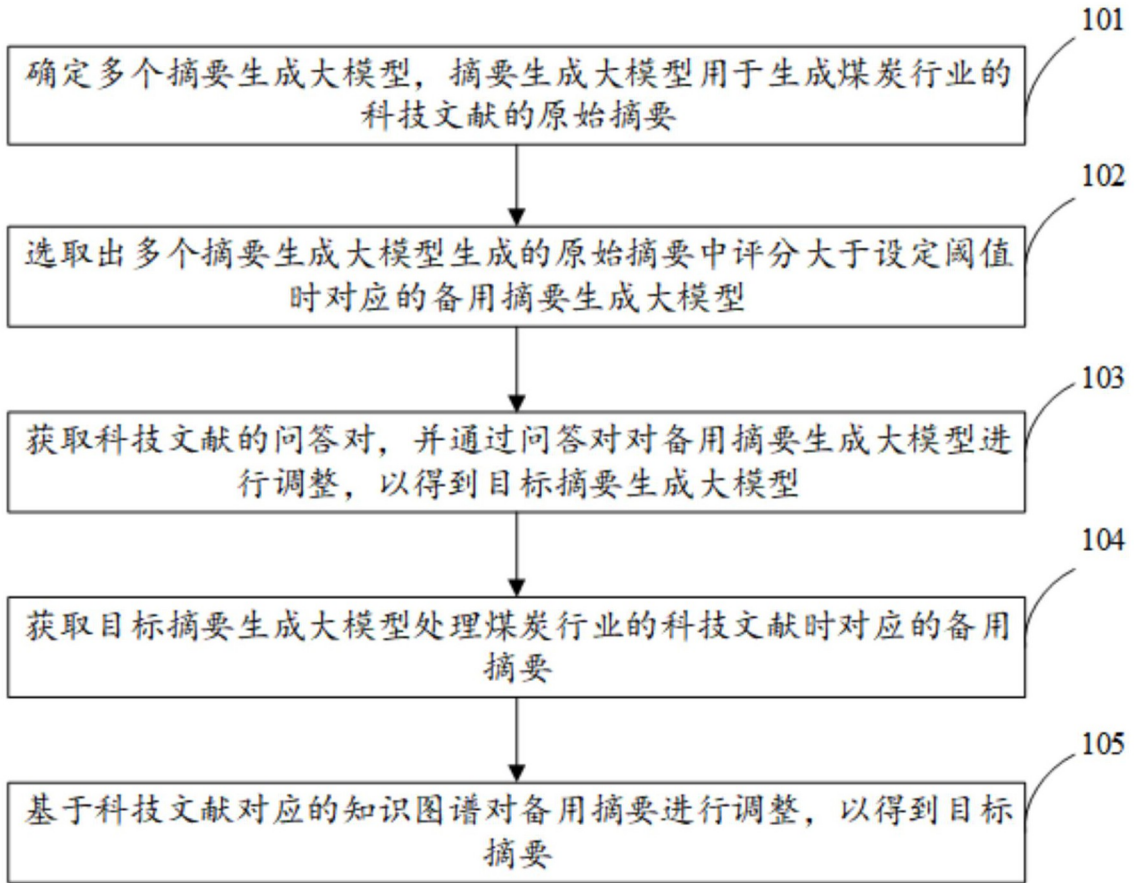 101
确定多个摘要生成大模型，摘要生成大模型用于生成煤炭行业的
科技文献的原始摘要
102
选取出多个摘要生成大模型生成的原始摘要中评分大于设定阈值
时对应的备用摘要生成大模型
103
获取科技文献的问答对，并通过问答对对备用摘要生成大模型进
行调整，以得到目标摘要生成大模型
104
获取目标摘要生成大模型处理煤炭行业的科技文献时对应的备用
摘要
105
基于科技文献对应的知识图谱对备用摘要进行调整，以得到目标
摘要